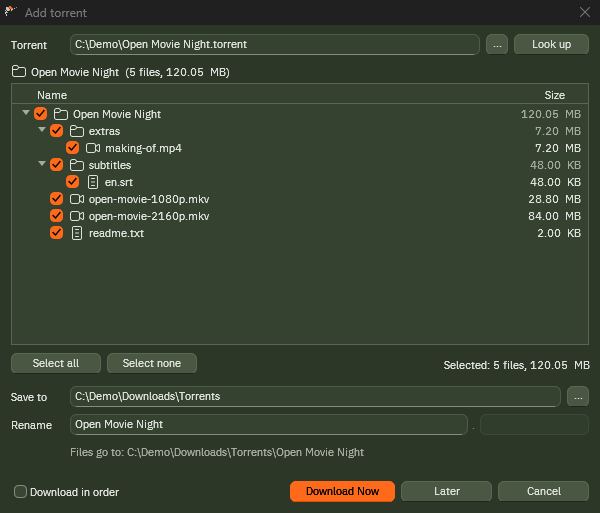 Add torrent
Torrent C:\Demo\Open Movie Night.torrent ... Look up
Open Movie Night (5 files, 120.05 MB)
Name Size
Open Movie Night 120.05 MB
extras 7.20 MB
making-of.mp4 7.20 MB
subtitles 48.00 KB
en.srt 48.00 KB
open-movie-1080p.mkv 28.80 MB
open-movie-2160p.mkv 84.00 MB
readme.txt 2.00 KB
Select all Select none Selected: 5 files, 120.05 MB
Save to C:\Demo\Downloads\Torrents ...
Rename Open Movie Night .
Files go to: C:\Demo\Downloads\Torrents\Open Movie Night
Download in order Download Now Later Cancel